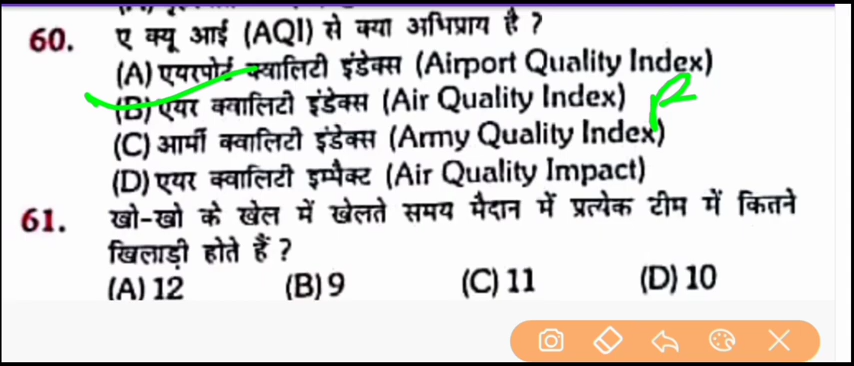 60. ए क्यू आई (AQI) से क्या अभिप्राय है ?
(A) एयरपोर्ट क्वालिटी इंडेक्स (Airport Quality Index)
(B) एयर क्वालिटी इंडेक्स (Air Quality Index)
(C) आर्मी क्वालिटी इंडेक्स (Army Quality Index)
(D) एयर क्वालिटी इम्पैक्ट (Air Quality Impact)
61. खो-खो के खेल में खेलते समय मैदान में प्रत्येक टीम में कितने
खिलाड़ी होते हैं ?
(A) 12 (B) 9 (C) 11 (D) 10